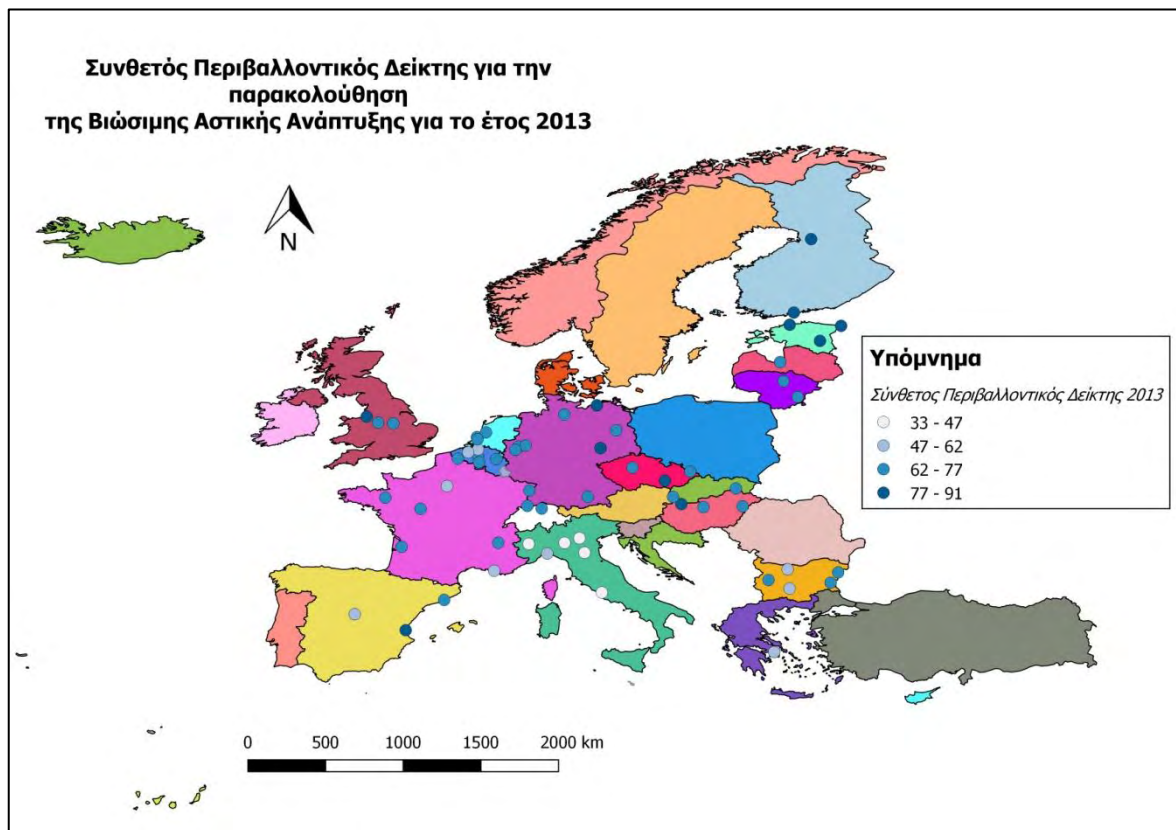 Συνθετός Περιβαλλοντικός Δείκτης για την
παρακολούθηση
της Βιώσιμης Αστικής Ανάπτυξης για το έτος 2013
N
Υπόμνημα
Σύνθετος Περιβαλλοντικός Δείκτης 2013
33 - 47
47 - 62
62 - 77
77 - 91
0 500 1000 1500 2000 km